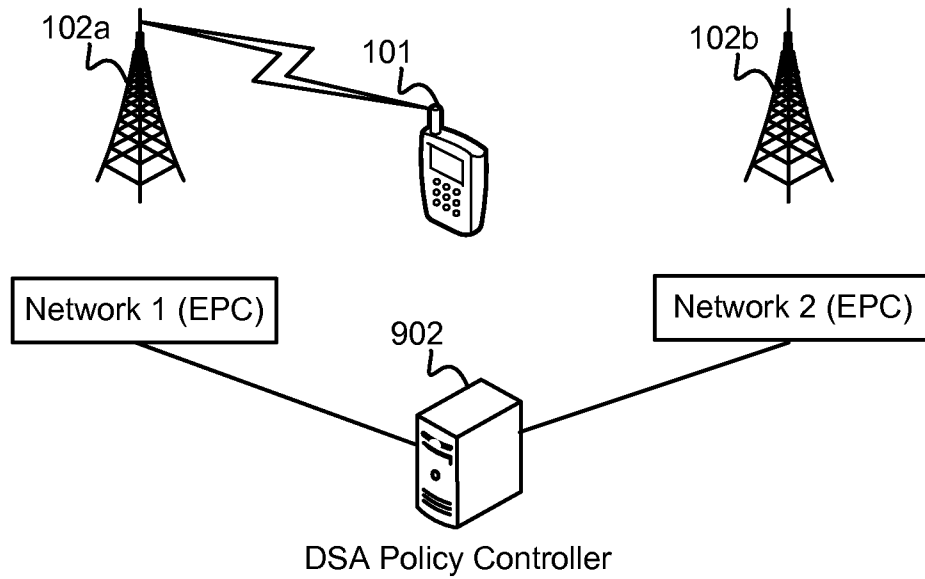 102a
101
102b
Network 1 (EPC)
Network 2 (EPC)
902
DSA Policy Controller